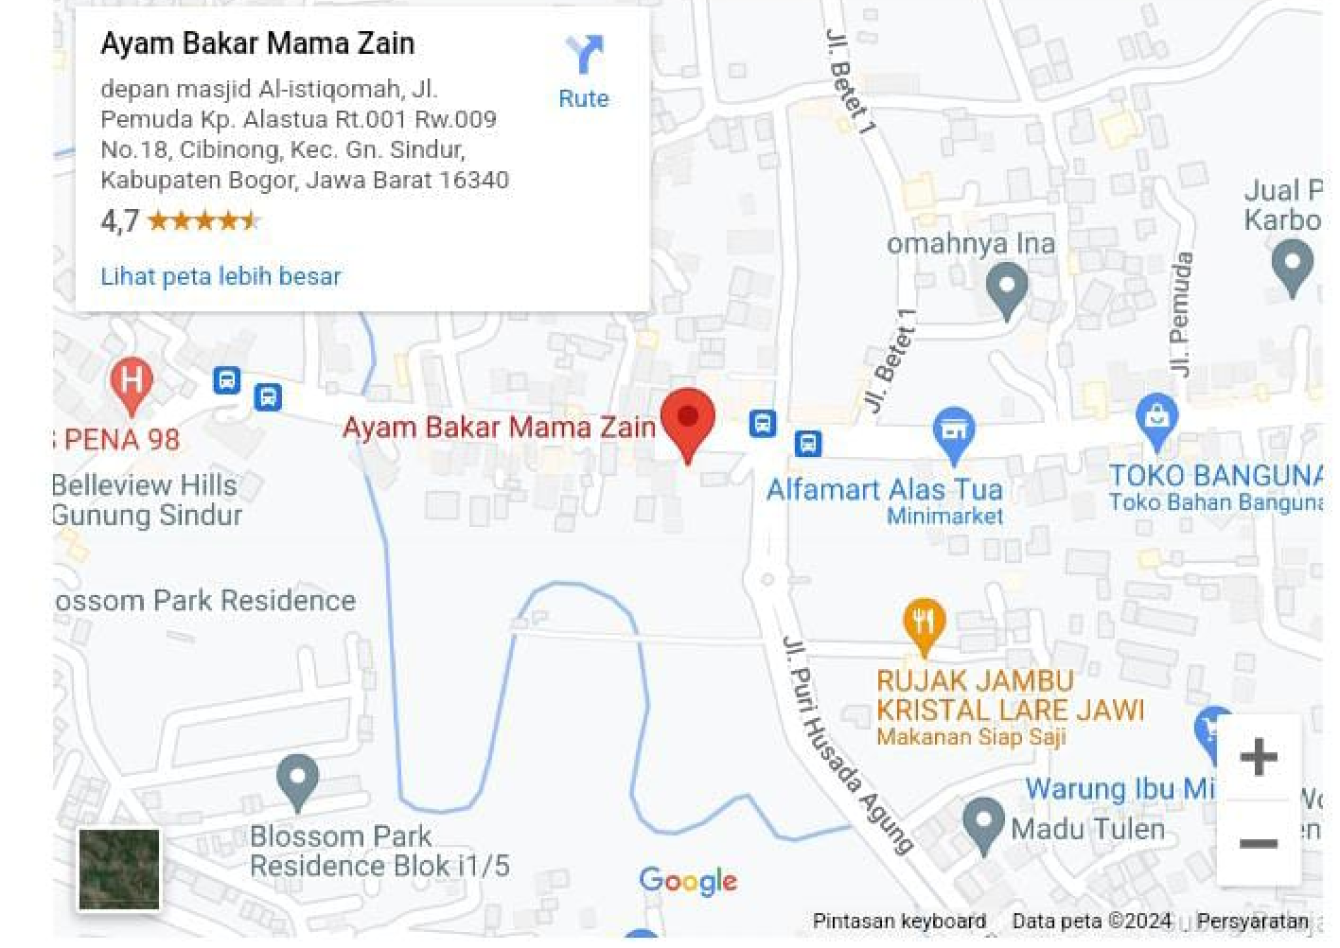 Ayam Bakar Mama Zain
depan masjid Al-istiqomah, Jl.
Pemuda Kp. Alastua Rt.001 Rw.009
No.18, Cibinong, Kec. Gn. Sindur,
Kabupaten Bogor, Jawa Barat 16340
4,7
Lihat peta lebih besar
Rute
Jl. Betet 1
omahnya Ina
Jual P
Karbo
Jl. Pemuda
Jl. Betet 1
H
PENA 98
Ayam Bakar Mama Zain
Belleview Hills
Gunung Sindur
Alfamart Alas Tua
Minimarket
TOKO BANGUNA
Toko Bahan Banguna
ossom Park Residence
Jl. Puri Husada Agung
RUJAK JAMBU
KRISTAL LARE JAWI
Makanan Siap Saji
Warung Ibu Mi
Madu Tulen
Blossom Park
Residence Blok i1/5
+
−
Google
Pintasan keyboard Data peta ©2024 Persyaratan